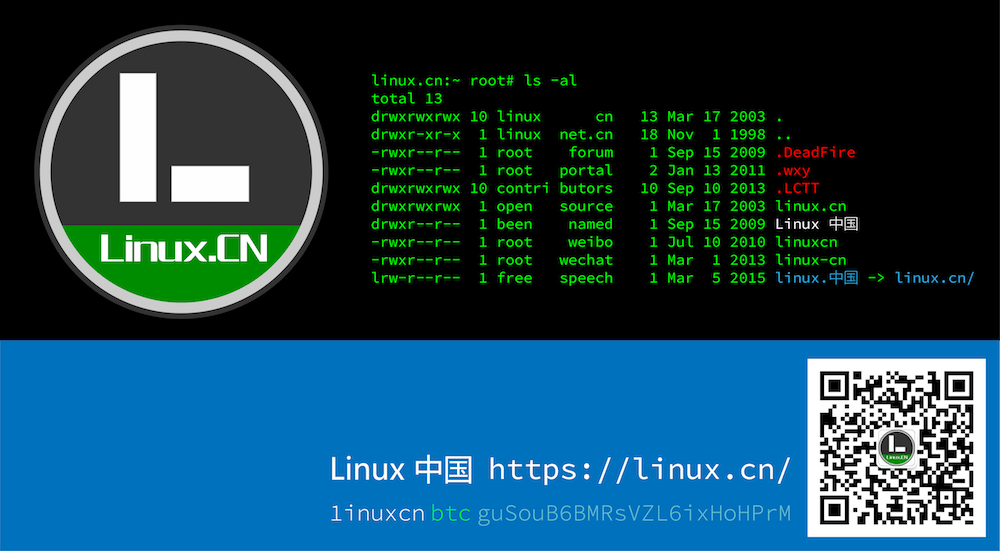 Linux.CN
linux.cn:~ root# ls -al
total 13
drwxrwxrwx 10 linux      cn   13 Mar 17 2003 .
drwxr-xr-x  1 linux  net.cn   18 Nov  1 1998 ..
-rwxr--r--  1 root    forum    1 Sep 15 2009 .DeadFire
-rwxr--r--  1 root   portal    2 Jan 13 2011 .wxy
drwxrwxrwx 10 contri butors   10 Sep 10 2013 .LCTT
drwxrwxrwx  1 open   source    1 Mar 17 2003 linux.cn
drwxr--r--  1 been    named    1 Sep 15 2009 Linux 中国
-rwxr--r--  1 root    weibo    1 Jul 10 2010 linuxcn
-rwxr--r--  1 root   wechat    1 Mar  1 2013 linux-cn
lrw-r--r--  1 free   speech    1 Mar  5 2015 linux.中国 -> linux.cn/
Linux 中国 https://linux.cn/
linuxcn btc guSouB6BMRsVZL6ixHoHPrM
Linux.CN